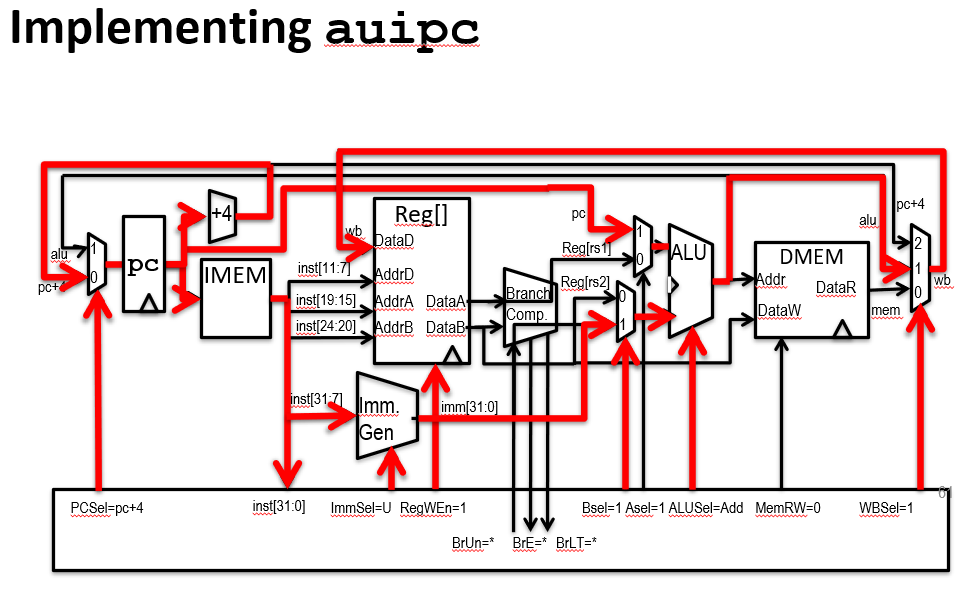 Implementing auipc
pc+4
alu
pc
alu
pc+4
1
0
pc
+4
IMEM
wb
Reg[]
DataD
inst[11:7]
AddrD
inst[19:15]
AddrA
DataA
inst[24:20]
AddrB
DataB
Branch
Comp.
Reg[rs1]
Reg[rs2]
1
0
0
1
ALU
DMEM
Addr
DataR
DataW
mem
2
1
0
wb
inst[31:7]
Imm.
Gen
imm[31:0]
61
PCSel=pc+4
inst[31:0]
ImmSel=U
RegWEn=1
Bsel=1
Asel=1
ALUSel=Add
MemRW=0
WBSel=1
BrUn=*
BrE=*
BrLT=*